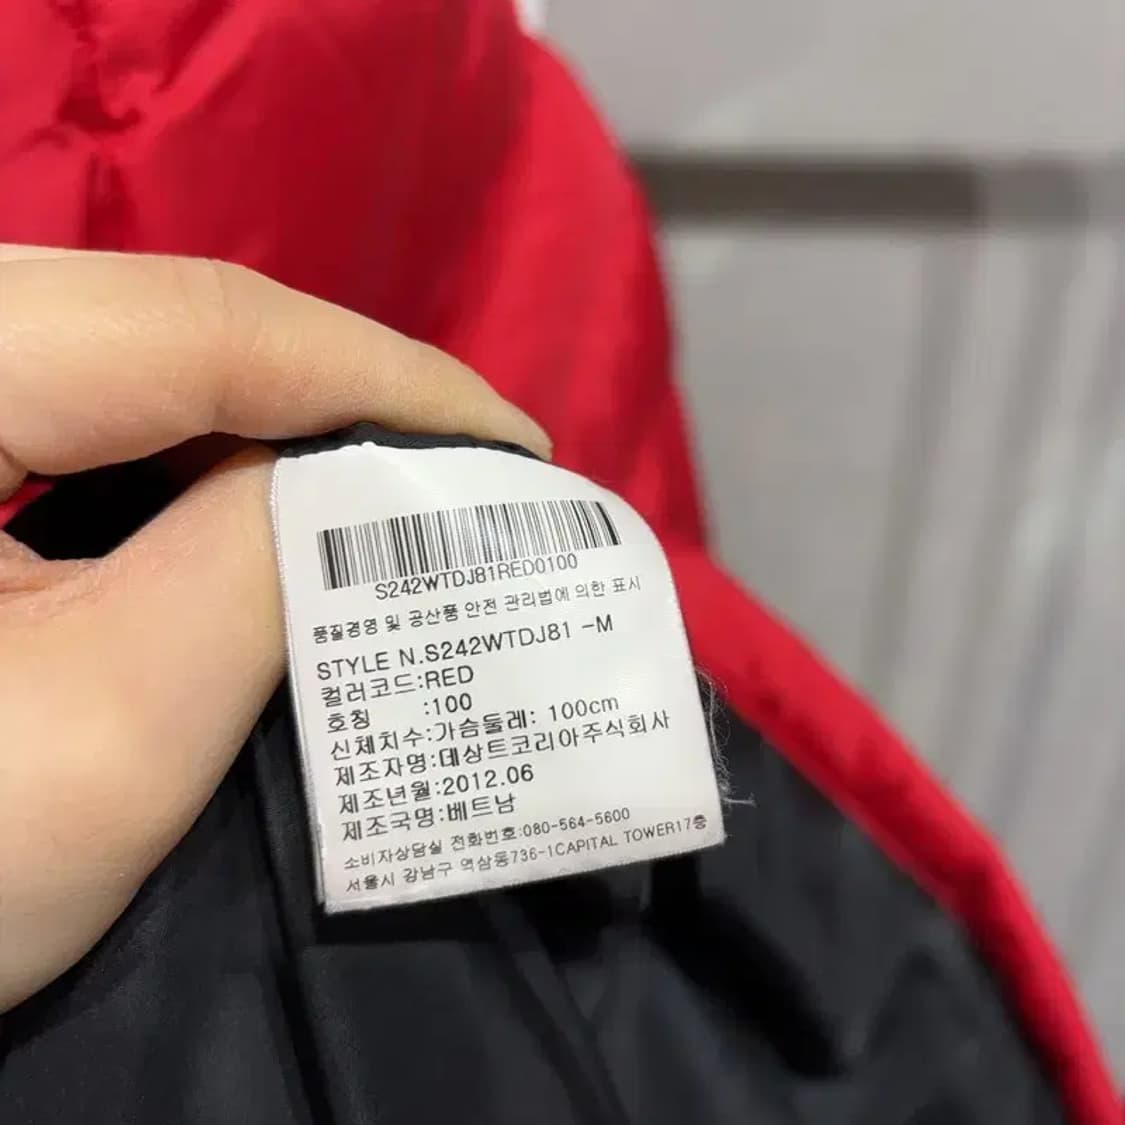 S242WTDJ81RED0100
품질경영 및 공산품 안전 관리법에 의한 표시
STYLE N.S242WTDJ81 -M
컬러코드:RED
호칭 :100
신체치수:가슴둘레: 100cm
제조자명:데상트코리아주식회사
제조년월:2012.06
제조국명:베트남
소비자상담실 전화번호:080-564-5600
서울시 강남구 역삼동736-1CAPITAL TOWER17층